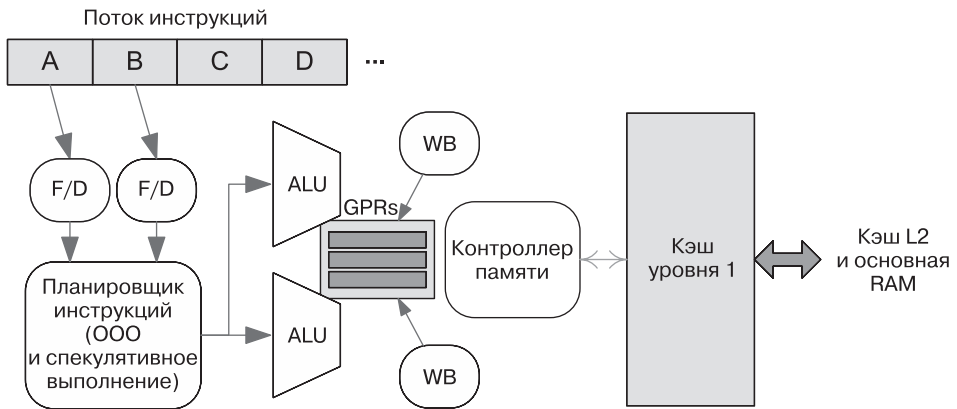 Поток инструкций
A B C D ...
F/D
F/D
Планировщик
инструкций
(ООО
и спекулятивное
выполнение)
ALU
ALU
GPRs
WB
WB
Контроллер
памяти
Кэш
уровня 1
Кэш L2
и основная
RAM